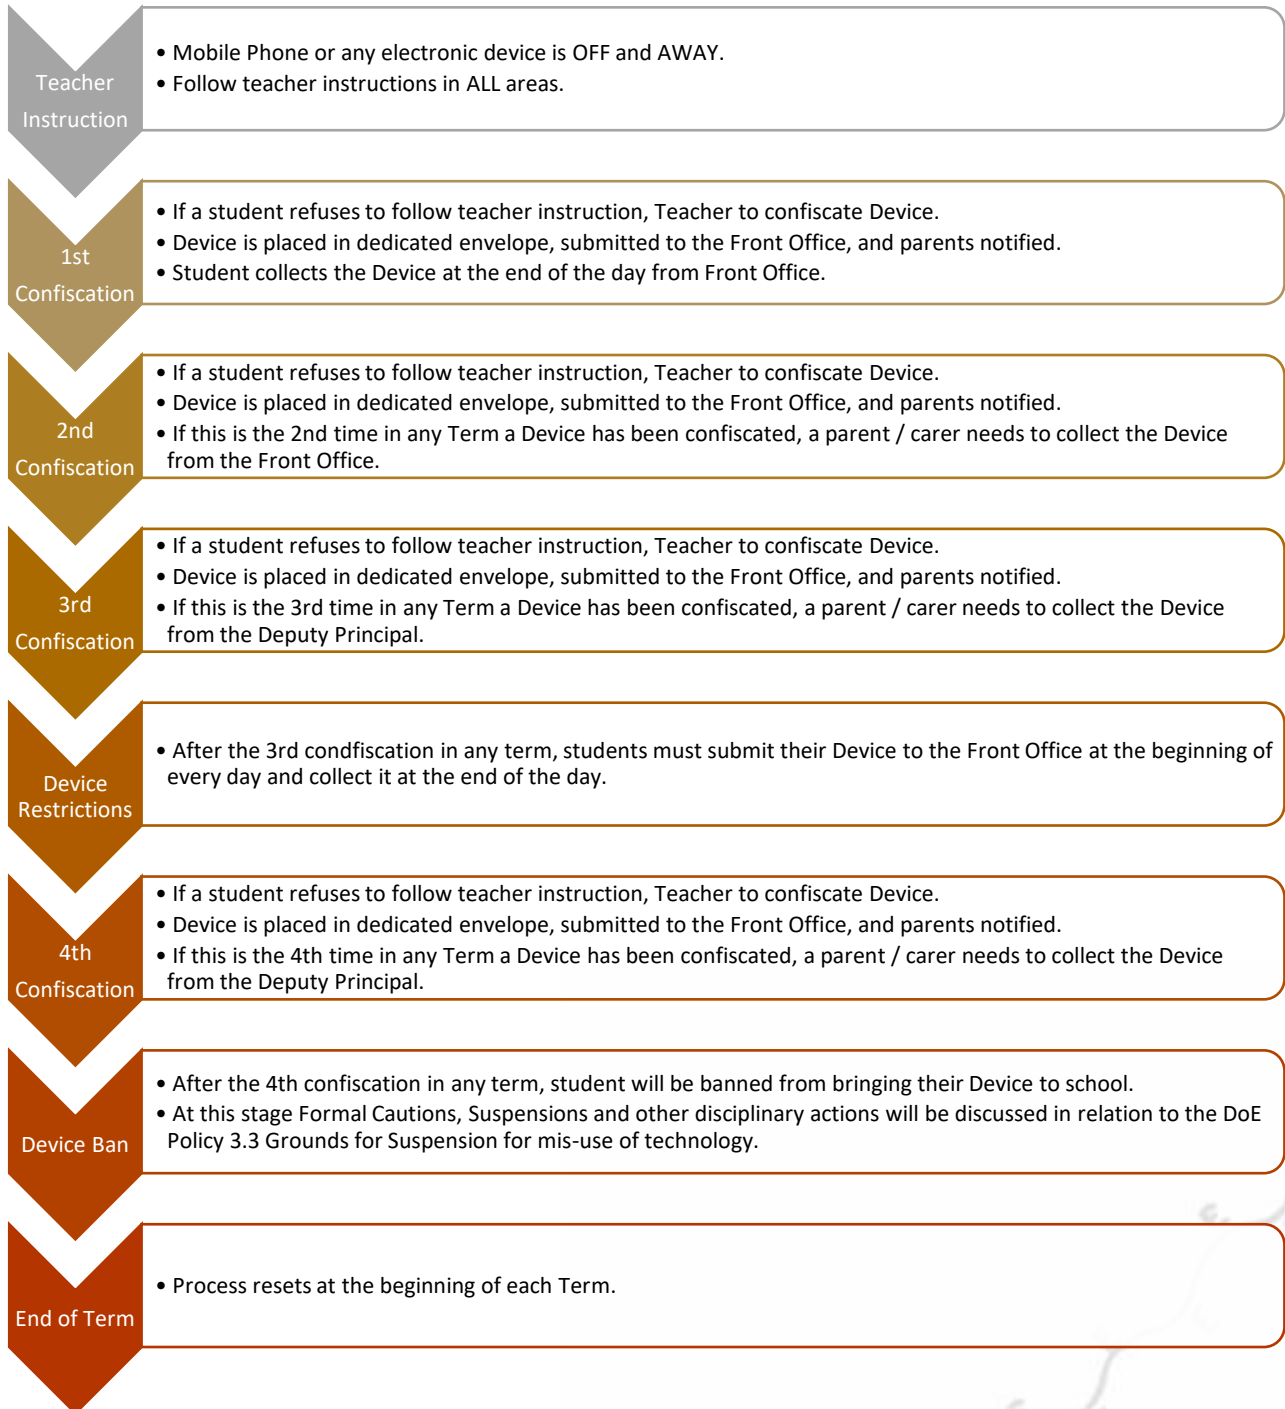 Teacher
Instruction
• Mobile Phone or any electronic device is OFF and AWAY.
• Follow teacher instructions in ALL areas.
1st
Confiscation
• If a student refuses to follow teacher instruction, Teacher to confiscate Device.
• Device is placed in dedicated envelope, submitted to the Front Office, and parents notified.
• Student collects the Device at the end of the day from Front Office.
2nd
Confiscation
• If a student refuses to follow teacher instruction, Teacher to confiscate Device.
• Device is placed in dedicated envelope, submitted to the Front Office, and parents notified.
• If this is the 2nd time in any Term a Device has been confiscated, a parent / carer needs to collect the Device
from the Front Office.
3rd
Confiscation
• If a student refuses to follow teacher instruction, Teacher to confiscate Device.
• Device is placed in dedicated envelope, submitted to the Front Office, and parents notified.
• If this is the 3rd time in any Term a Device has been confiscated, a parent / carer needs to collect the Device
from the Deputy Principal.
Device
Restrictions
• After the 3rd condfiscation in any term, students must submit their Device to the Front Office at the beginning of
every day and collect it at the end of the day.
4th
Confiscation
• If a student refuses to follow teacher instruction, Teacher to confiscate Device.
• Device is placed in dedicated envelope, submitted to the Front Office, and parents notified.
• If this is the 4th time in any Term a Device has been confiscated, a parent / carer needs to collect the Device
from the Deputy Principal.
Device Ban
• After the 4th confiscation in any term, student will be banned from bringing their Device to school.
• At this stage Formal Cautions, Suspensions and other disciplinary actions will be discussed in relation to the DoE
Policy 3.3 Grounds for Suspension for mis-use of technology.
End of Term
• Process resets at the beginning of each Term.